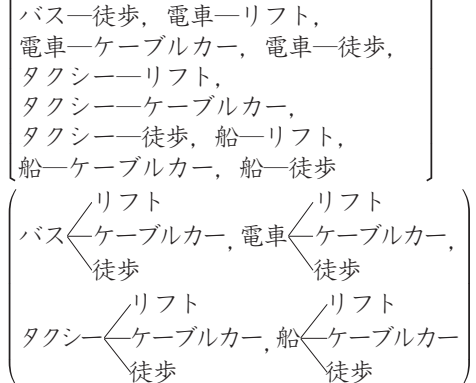 バス―徒歩, 電車―リフト,
電車―ケーブルカー, 電車―徒歩,
タクシー―リフト,
タクシー―ケーブルカー,
タクシー―徒歩, 船―リフト,
船―ケーブルカー, 船―徒歩
リフト リフト
バス ケーブルカー, 電車 ケーブルカー,
徒歩 徒歩
リフト リフト
タクシー ケーブルカー, 船 ケーブルカー
徒歩 徒歩